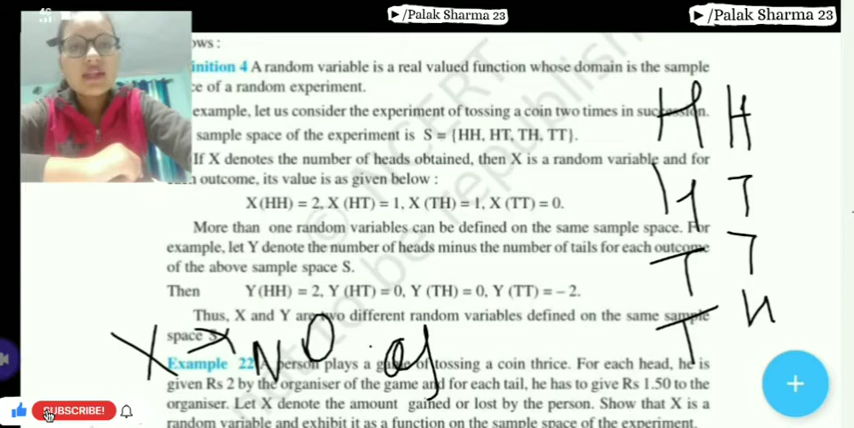 ▶/Palak Sharma 23
▶/Palak Sharma 23
ows :
inition 4 A random variable is a real valued function whose domain is the sample
ce of a random experiment.
example, let us consider the experiment of tossing a coin two times in succession.
sample space of the experiment is S = {HH, HT, TH, TT}.
If X denotes the number of heads obtained, then X is a random variable and for
outcome, its value is as given below :
X (HH) = 2, X (HT) = 1, X (TH) = 1, X (TT) = 0.
More than one random variables can be defined on the same sample space. For
example, let Y denote the number of heads minus the number of tails for each outcome
of the above sample space S.
Then Y (HH) = 2, Y (HT) = 0, Y (TH) = 0, Y (TT) = – 2.
Thus, X and Y are two different random variables defined on the same sample
space S.
Example 22 A person plays a game of tossing a coin thrice. For each head, he is
given Rs 2 by the organiser of the game and for each tail, he has to give Rs 1.50 to the
organiser. Let X denote the amount gained or lost by the person. Show that X is a
random variable and exhibit it as a function on the sample space of the experiment.
H H
H T
T T
T H
X → NO. of
SUBSCRIBE!
© NCERT
not to be republish